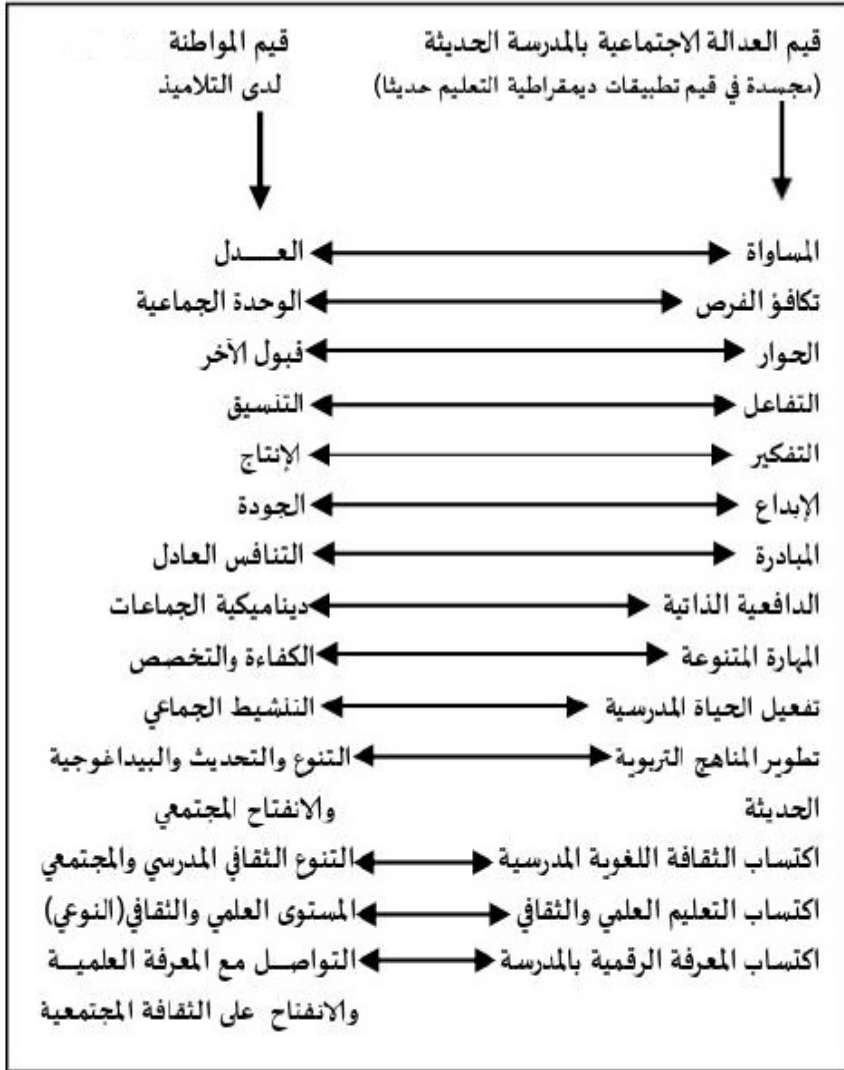 قيم العدالة الاجتماعية بالمدرسة الحديثة قيم المواطنة
(مجسدة في قيم تطبيقات ديمقراطية التعليم حديثا) لدى التلاميذ
المساواة العـــدل
تكافؤ الفرص الوحدة الجماعية
الحوار قبول الآخر
التفاعل التنسيق
التفكير الإنتاج
الإبداع الجودة
المبادرة التنافس العادل
الدافعية الذاتية ديناميكية الجماعات
المهارة المتنوعة الكفاءة والتخصص
تفعيل الحياة المدرسية التنشيط الجماعي
تطوير المناهج التربوية التنوع والتحديث والبيداغوجية
الحديثة والانفتاح المجتمعي
اكتساب الثقافة اللغوية المدرسية التنوع الثقافي المدرسي والمجتمعي
اكتساب التعليم العلمي والثقافي المستوى العلمي والثقافي(النوعي)
اكتساب المعرفة الرقمية بالمدرسة التواصــل مع المعرفة العلميــة
والانفتاح على الثقافة المجتمعية